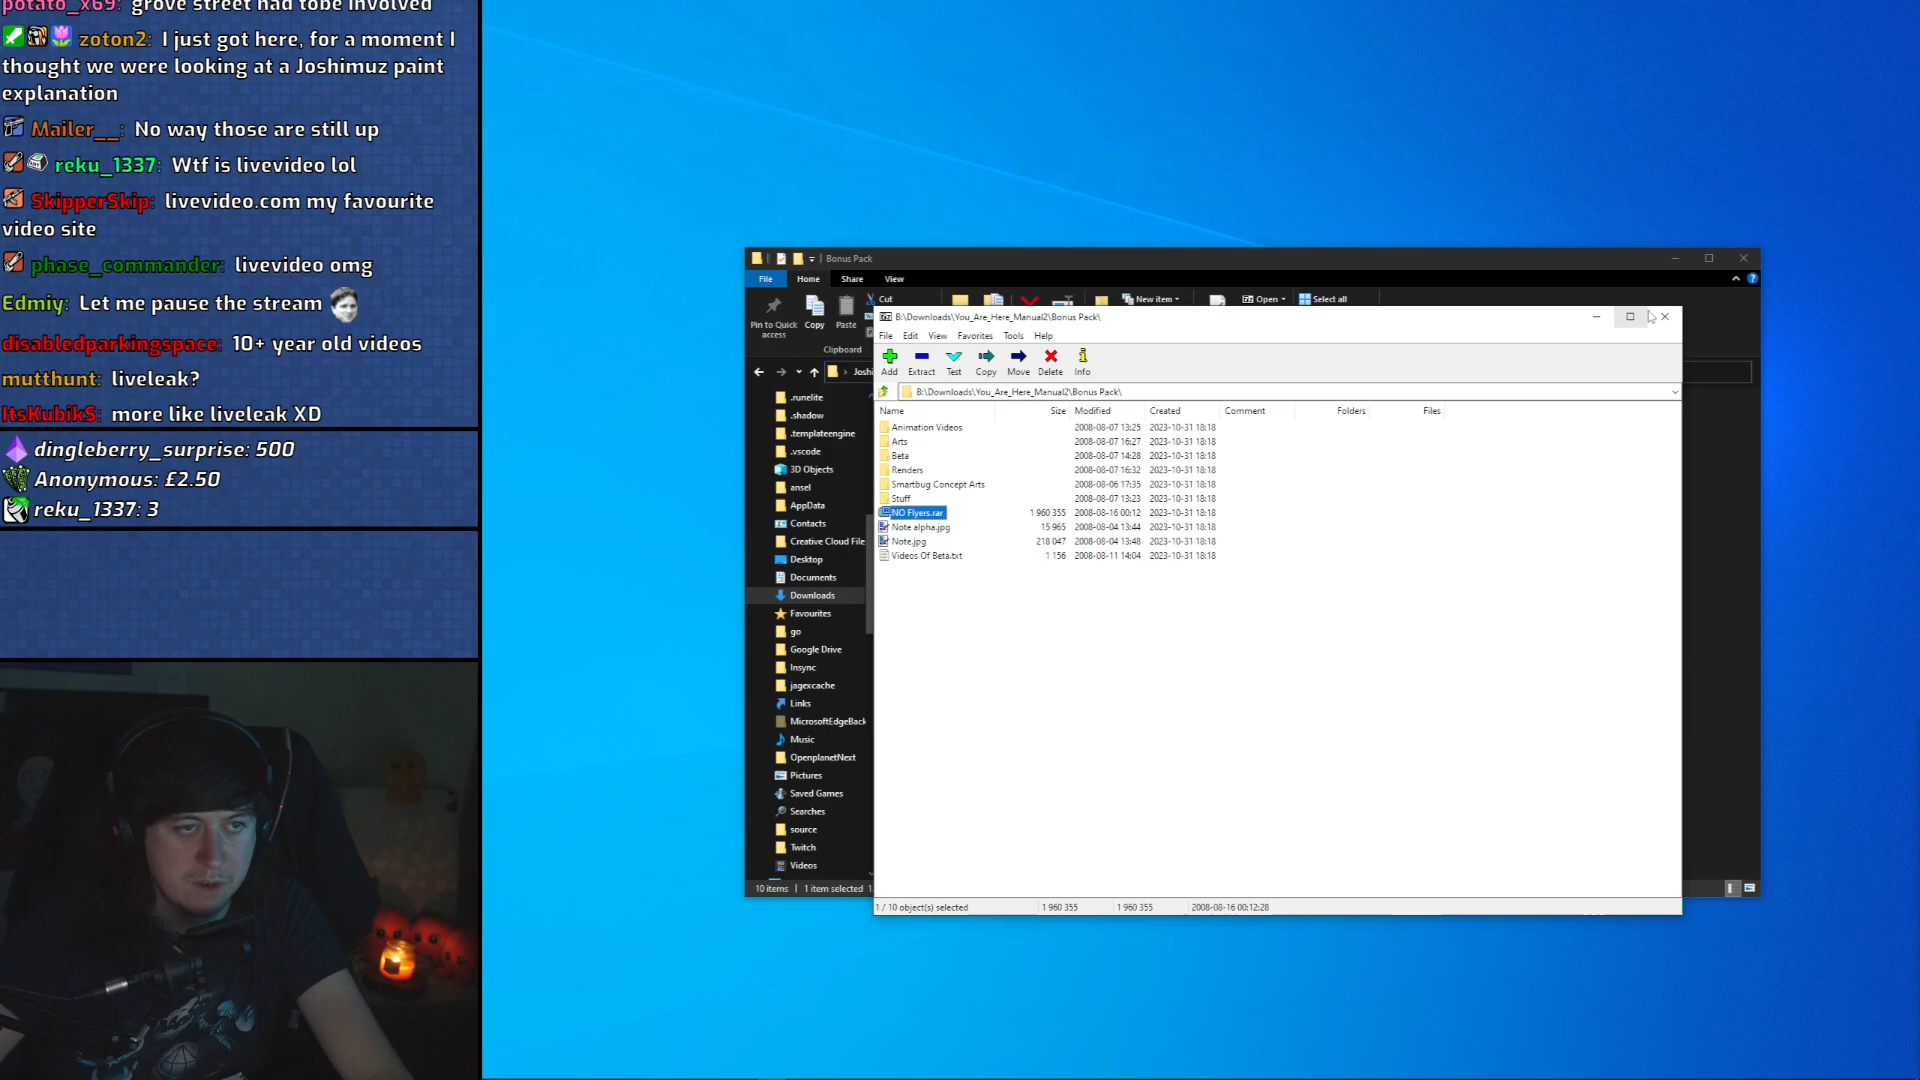 potato_x69: grove street had tobe involved
zoton2: I just got here, for a moment I
thought we were looking at a Joshimuz paint
explanation
Mailer__: No way those are still up
reku_1337: Wtf is livevideo lol
SkipperSkip: livevideo.com my favourite
video site
phase_commander: livevideo omg
Edmiy: Let me pause the stream
disabledparkingspace: 10+ year old videos
mutthunt: liveleak?
ItsKubikS: more like liveleak XD
dingleberry_surprise: 500
Anonymous: £2.50
reku_1337: 3
Bonus Pack
File Home Share View
Pin to Quick
access
Copy
Paste
Cut
New item
Open
Select all
Clipboard
Joshi
.runelite
.shadow
.templateengine
.vscode
3D Objects
ansel
AppData
Contacts
Creative Cloud File
Desktop
Documents
Downloads
Favourites
go
Google Drive
Insync
jagexcache
Links
MicrosoftEdgeBack
Music
OpenplanetNext
Pictures
Saved Games
Searches
source
Twitch
Videos
10 items 1 item selected 1
B:\Downloads\You_Are_Here_Manual2\Bonus Pack\
File Edit View Favorites Tools Help
Add Extract Test Copy Move Delete Info
B:\Downloads\You_Are_Here_Manual2\Bonus Pack\
Name Size Modified Created Comment Folders Files
Animation Videos 2008-08-07 13:25 2023-10-31 18:18
Arts 2008-08-07 16:27 2023-10-31 18:18
Beta 2008-08-07 14:28 2023-10-31 18:18
Renders 2008-08-07 16:32 2023-10-31 18:18
Smartbug Concept Arts 2008-08-06 17:35 2023-10-31 18:18
Stuff 2008-08-07 13:23 2023-10-31 18:18
NO Flyers.rar 1 960 355 2008-08-16 00:12 2023-10-31 18:18
Note alpha.jpg 15 965 2008-08-04 13:44 2023-10-31 18:18
Note.jpg 218 047 2008-08-04 13:48 2023-10-31 18:18
Videos Of Beta.txt 1 156 2008-08-11 14:04 2023-10-31 18:18
1 / 10 object(s) selected 1 960 355 1 960 355 2008-08-16 00:12:28